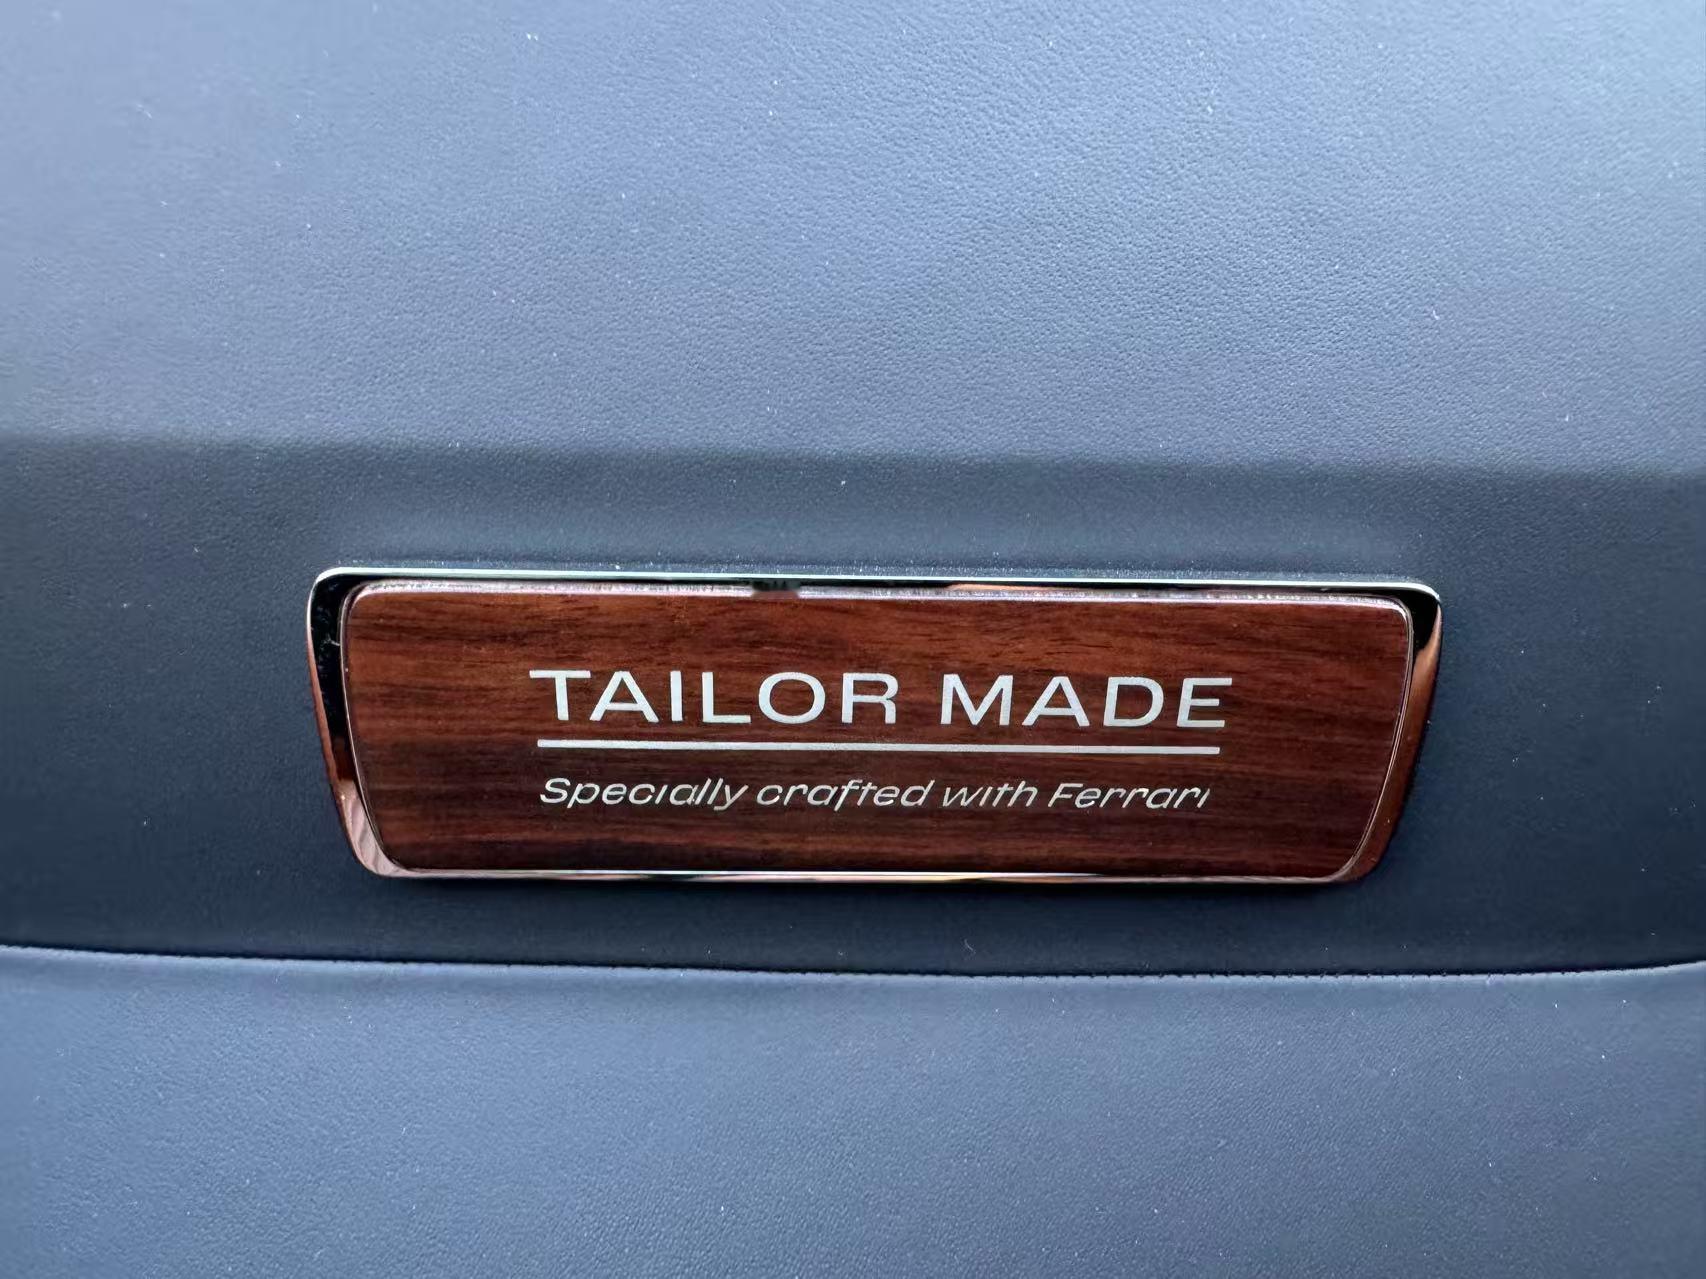 TAILOR MADE
Specially crafted with Ferrari